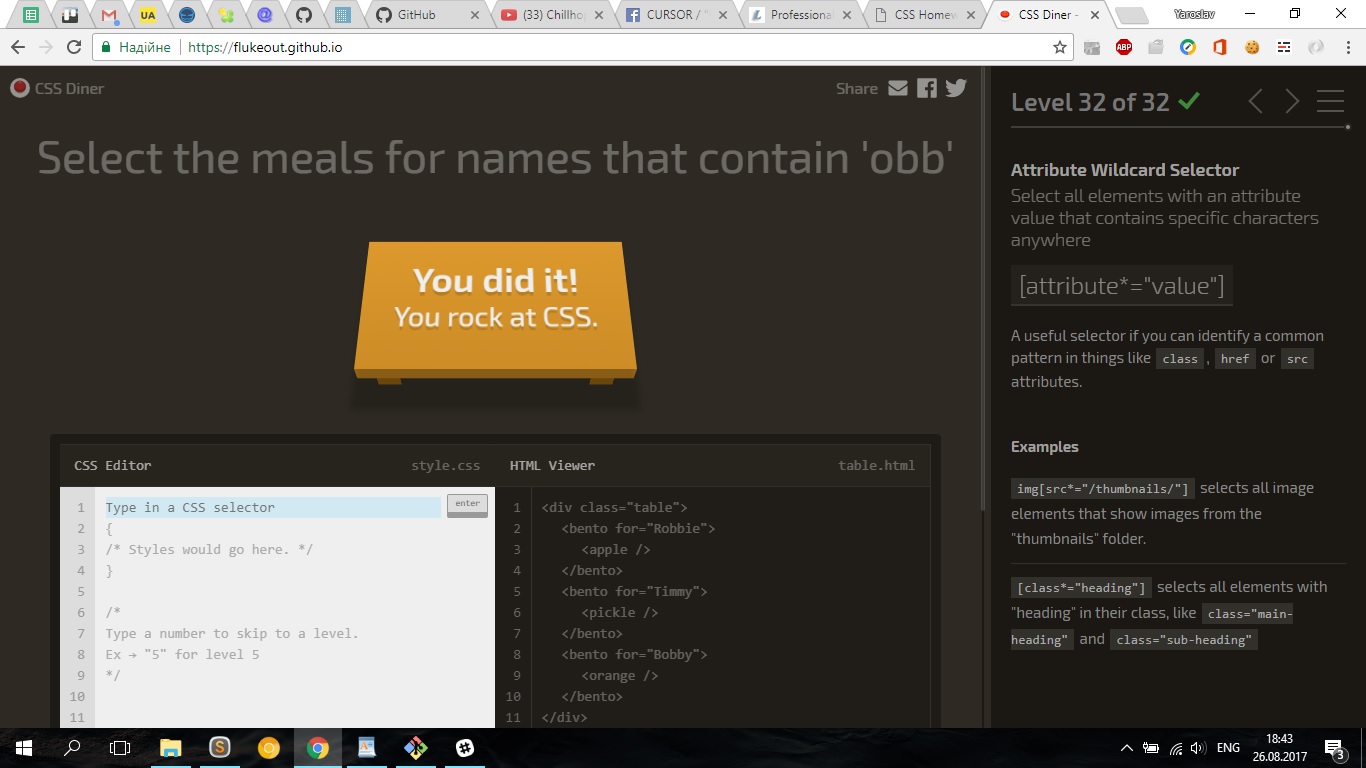 UA
GitHub
(33) Chillho
CURSOR /
Professiona
CSS Homew
CSS Diner -
Yaroslav
Надійне
https://flukeout.github.io
ABP
CSS Diner
Share
Select the meals for names that contain 'obb'
You did it!
You rock at CSS.
CSS Editor
style.css
HTML Viewer
table.html
enter
1 Type in a CSS selector
2 {
3 /* Styles would go here. */
4 }
5
6 /*
7 Type a number to skip to a level.
8 Ex → "5" for level 5
9 */
10
11
1 <div class="table">
2 <bento for="Robbie">
3 <apple />
4 </bento>
5 <bento for="Timmy">
6 <pickle />
7 </bento>
8 <bento for="Bobby">
9 <orange />
10 </bento>
11 </div>
Level 32 of 32
Attribute Wildcard Selector
Select all elements with an attribute
value that contains specific characters
anywhere
[attribute*="value"]
A useful selector if you can identify a common
pattern in things like class , href or src
attributes.
Examples
img[src*="/thumbnails/"] selects all image
elements that show images from the
"thumbnails" folder.
[class*="heading"] selects all elements with
"heading" in their class, like class="main-
heading" and class="sub-heading"
ENG
18:43
26.08.2017
3